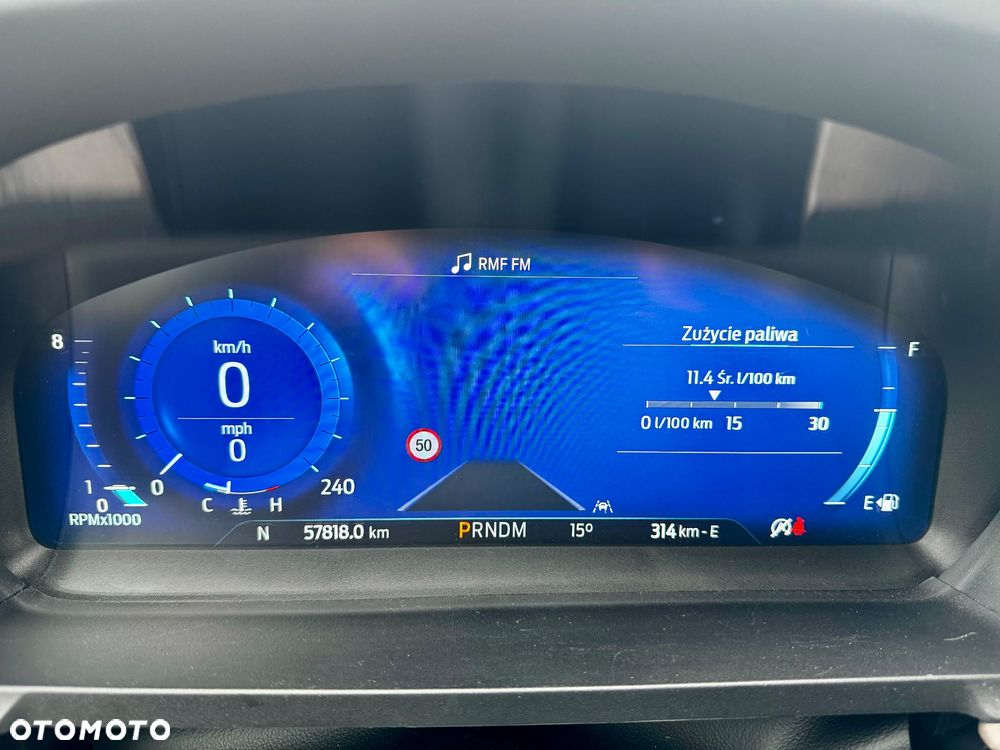 RMF FM
8
1
0
RPMx1000
km/h
0
mph
0
0
240
C
H
50
Zużycie paliwa
11.4 Śr. l/100 km
0 l/100 km 15 30
F
E
N 57818.0 km PRNDM 15º 314 km - E
A
OTOMOTO